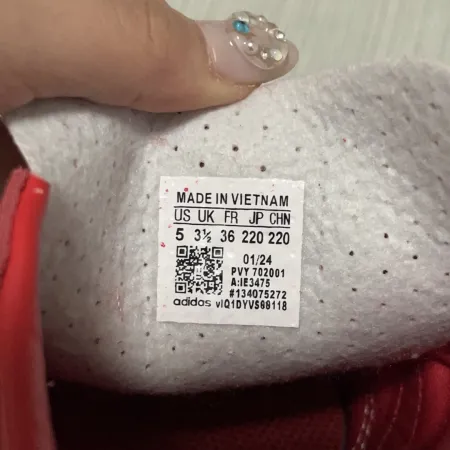 MADE IN VIETNAM
US UK FR JP CHN
5 3½ 36 220 220
01/24
PVY 702001
A:IE3475
#134075272
adidas vIQ1DYVS68118